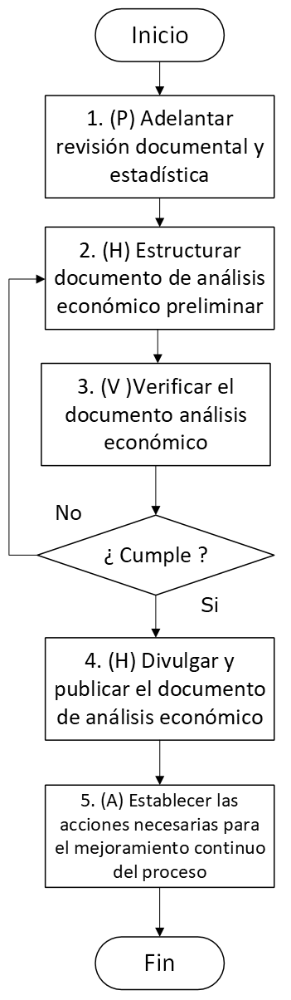 Inicio
1. (P) Adelantar
revisión documental y
estadística
2. (H) Estructurar
documento de análisis
económico preliminar
3. (V )Verificar el
documento análisis
económico
No
¿ Cumple ?
Si
4. (H) Divulgar y
publicar el documento
de análisis económico
5. (A) Establecer las
acciones necesarias para
el mejoramiento continuo
del proceso
Fin